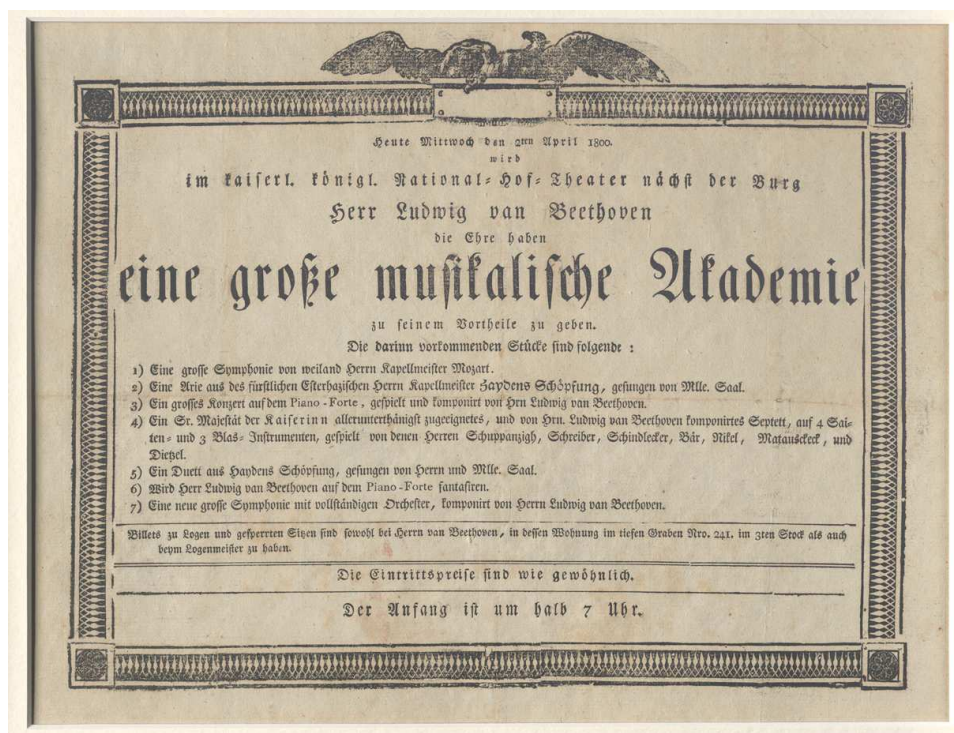 Heute Mittwoch den 2ten April 1800.
wird
im kaiserl. königl. National-Hof-Theater nächst der Burg
Herr Ludwig van Beethoven
die Ehre haben
eine große musikalische Akademie
zu seinem Vortheile zu geben.
Die darinn vorkommenden Stücke sind folgende :
1) Eine grosse Symphonie von weiland Herrn Kapellmeister Mozart.
2) Eine Arie aus des fürstlichen Esterhazischen Herrn Kapellmeister Haydens Schöpfung, gesungen von Mlle. Saal.
3) Ein grosses Konzert auf dem Piano-Forte, gespielt und komponirt von Hrn Ludwig van Beethoven.
4) Ein Sr. Majestät der Kaiserinn allerunterthänigst zugeeignetes, und von Hrn. Ludwig van Beethoven komponirtes Septett, auf 4 Sai-
ten- und 3 Blas-Instrumenten, gespielt von denen Herren Schuppanzigh, Schreiber, Schindlecker, Bär, Nikel, Matauscheck, und
Dietzel.
5) Ein Duett aus Haydens Schöpfung, gesungen von Herrn und Mlle. Saal.
6) Wird Herr Ludwig van Beethoven auf dem Piano-Forte fantasiren.
7) Eine neue grosse Symphonie mit vollständigen Orchester, komponirt von Herrn Ludwig van Beethoven.
Billets zu Logen und gesperrten Sitzen sind sowohl bei Herrn van Beethoven, in dessen Wohnung im tiefen Graben Nro. 241. im 3ten Stock als auch
beym Logenmeister zu haben.
Die Eintrittspreise sind wie gewöhnlich.
Der Anfang ist um halb 7 Uhr.